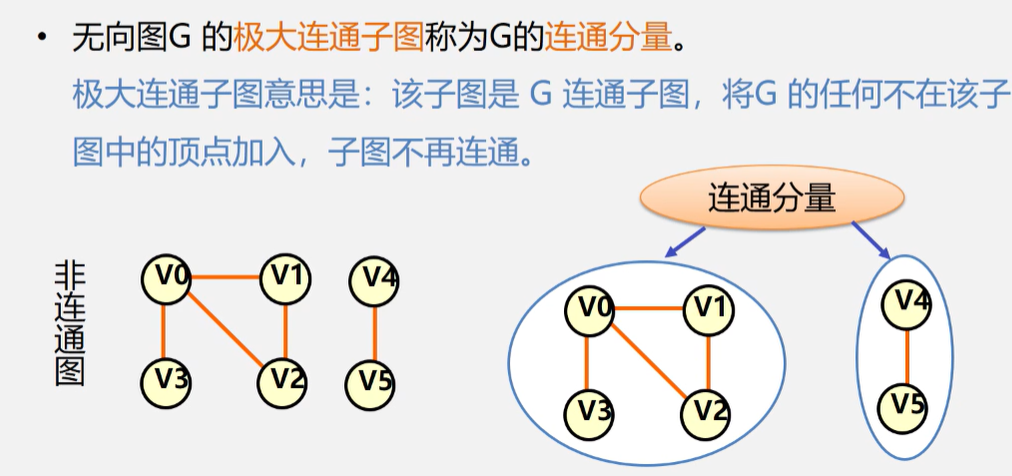 • 无向图G 的极大连通子图称为G的连通分量。
极大连通子图意思是：该子图是 G 连通子图，将G 的任何不在该子
图中的顶点加入，子图不再连通。
连通分量
非连通图
V0 V1 V4
V3 V2 V5
V0 V1
V3 V2
V4
V5